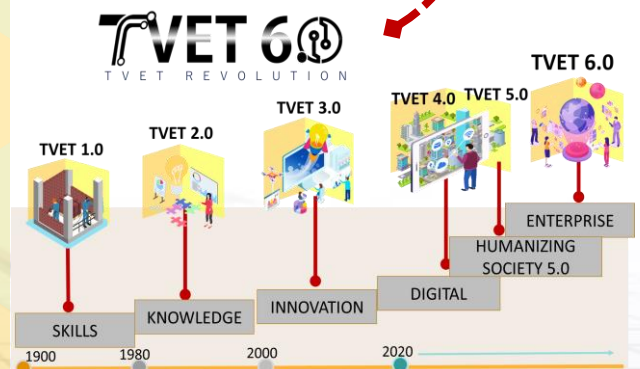 TVET 6.0
TVET REVOLUTION
TVET 1.0
TVET 2.0
TVET 3.0
TVET 4.0
TVET 5.0
TVET 6.0
SKILLS
KNOWLEDGE
INNOVATION
DIGITAL
HUMANIZING
SOCIETY 5.0
ENTERPRISE
1900
1980
2000
2020